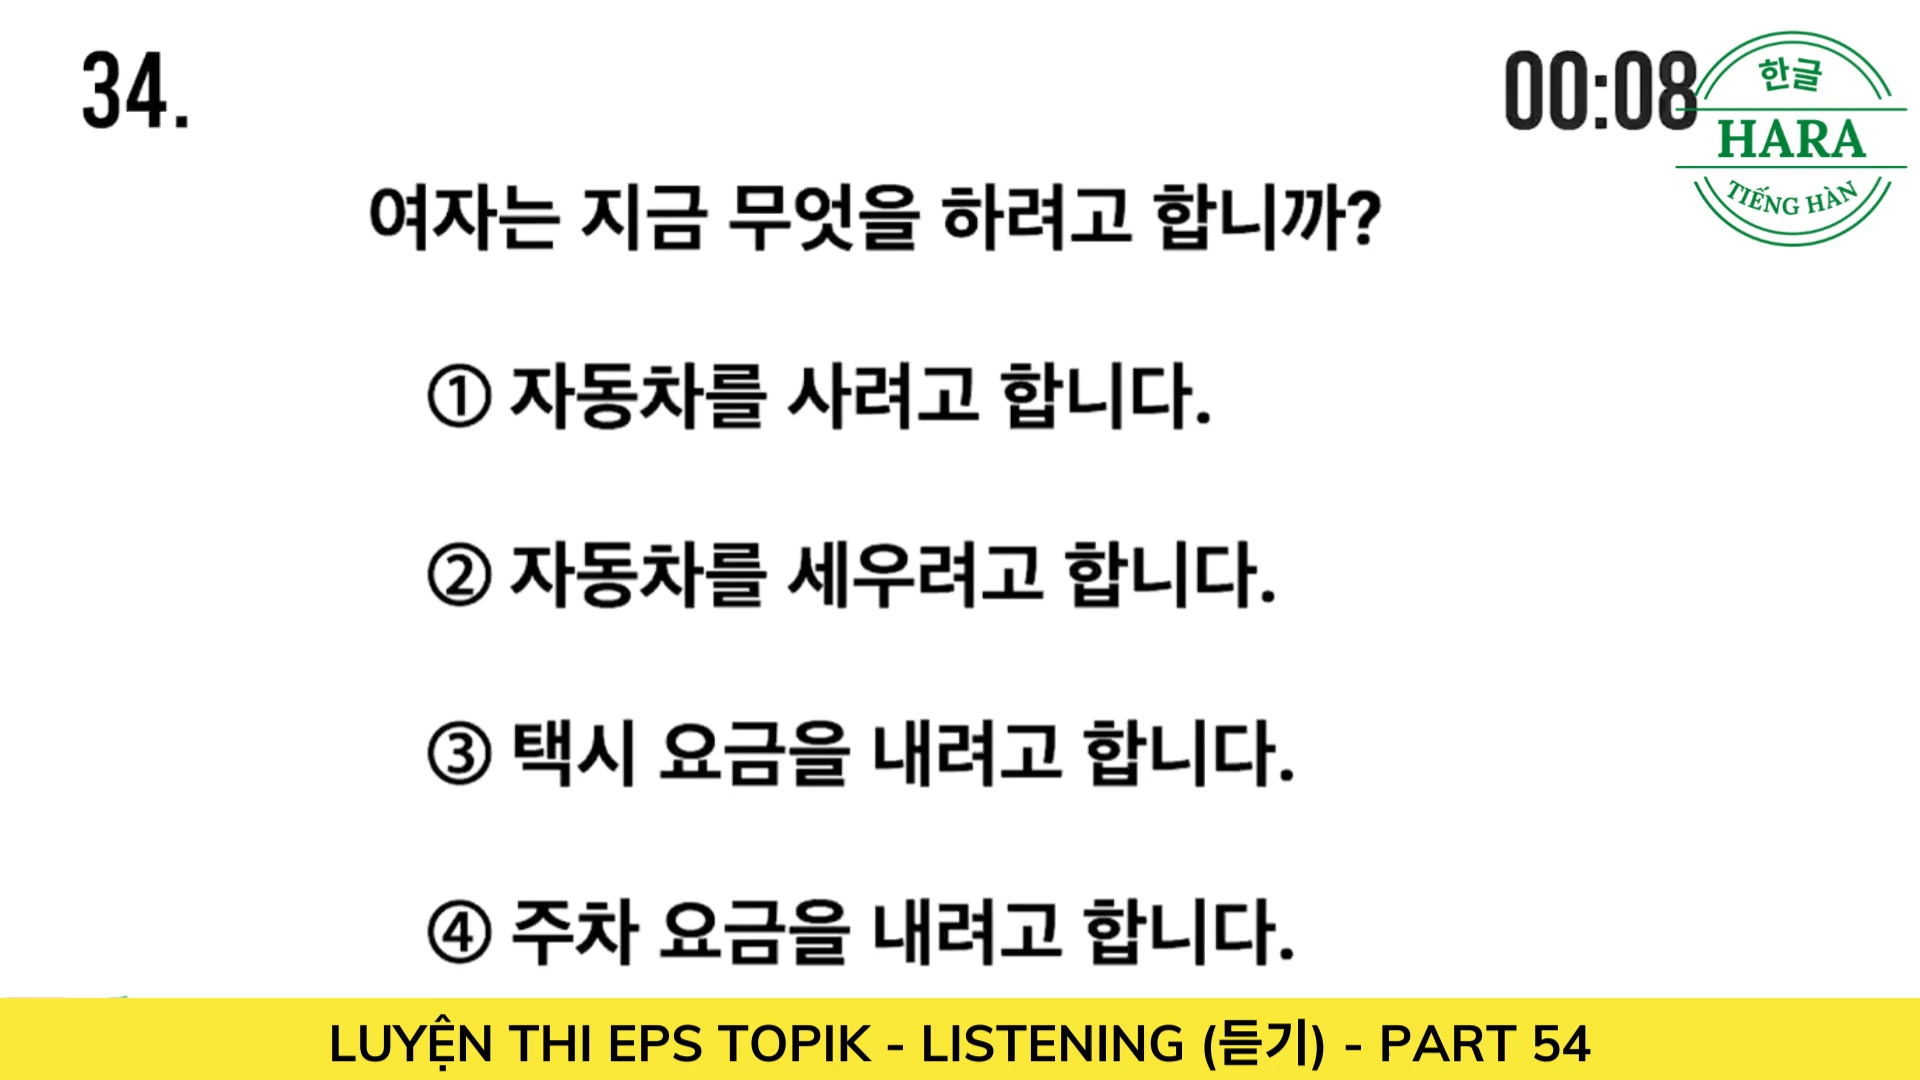 34.
00:08
한글
HARA
TIẾNG HÀN
여자는 지금 무엇을 하려고 합니까?
① 자동차를 사려고 합니다.
② 자동차를 세우려고 합니다.
③ 택시 요금을 내려고 합니다.
④ 주차 요금을 내려고 합니다.
LUYỆN THI EPS TOPIK - LISTENING (듣기) - PART 54